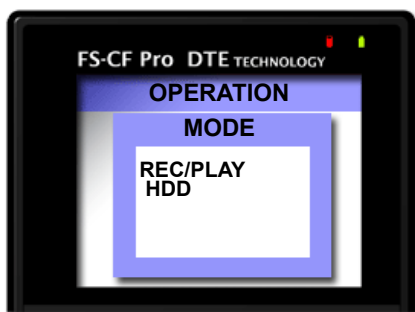 FS-CF Pro DTE TECHNOLOGY
OPERATION
MODE
REC/PLAY
HDD